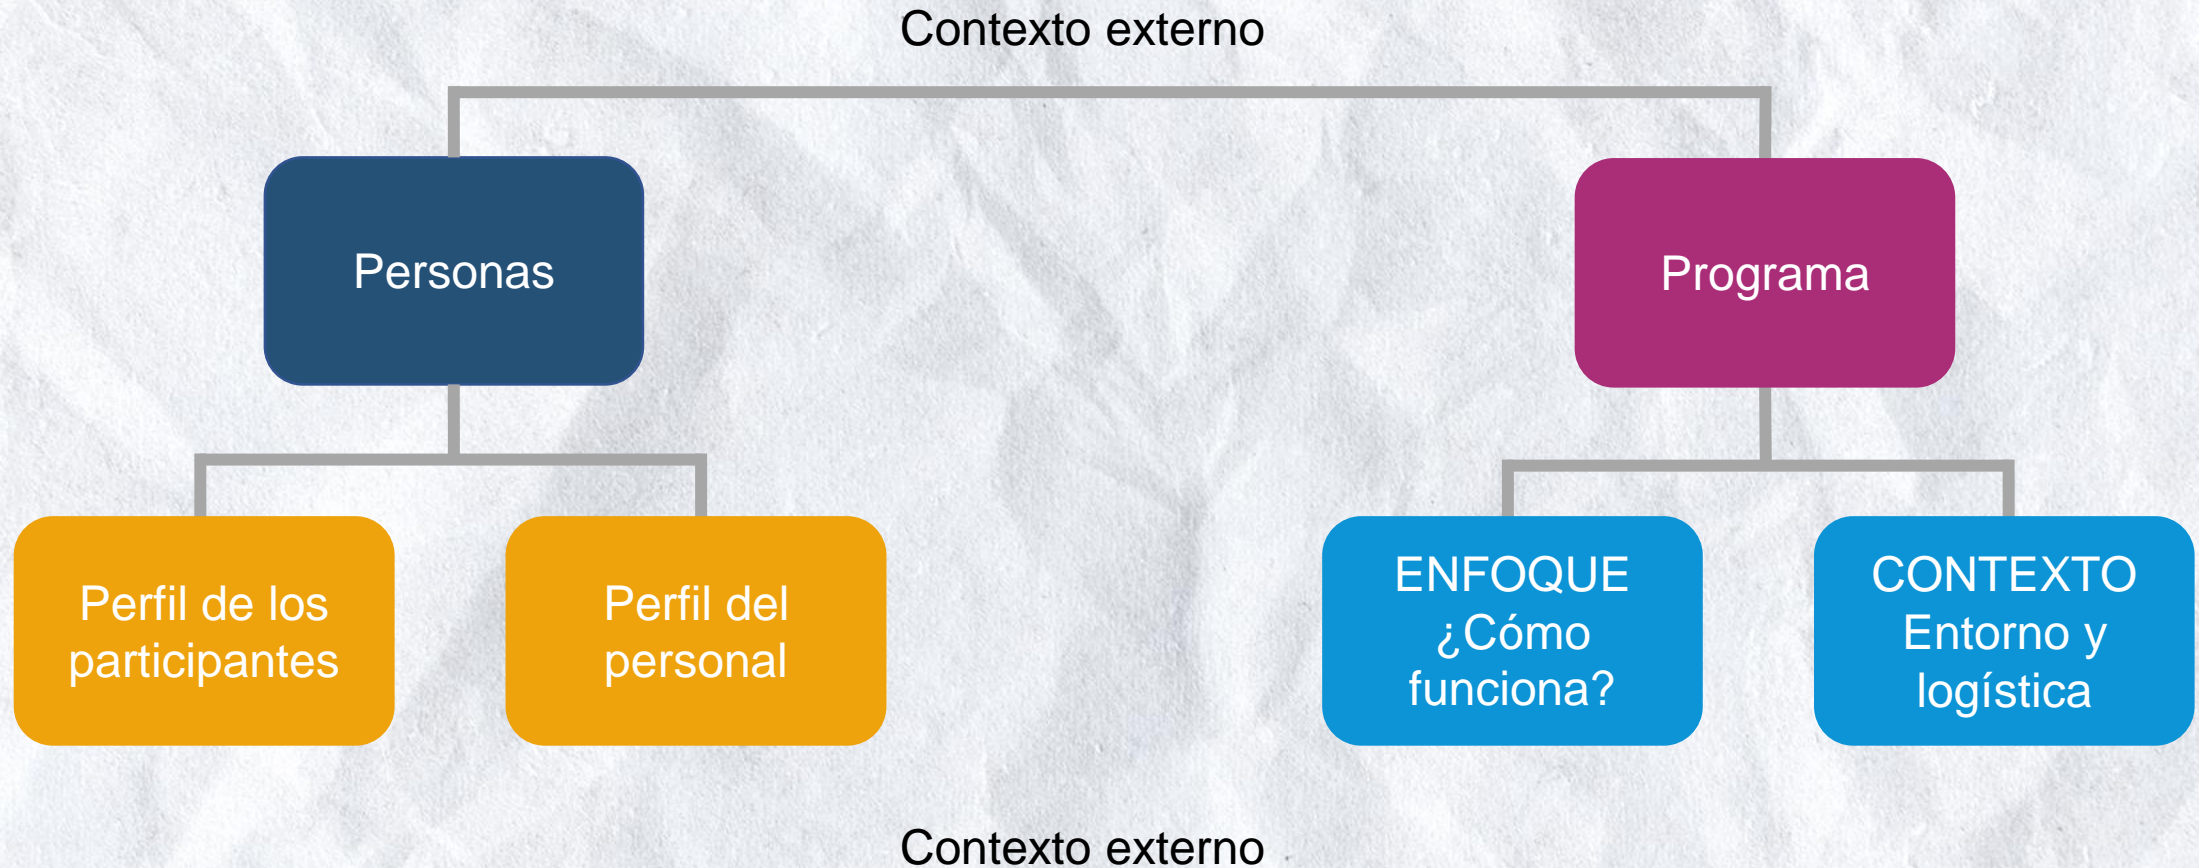 Contexto externo
Personas
Programa
Perfil de los
participantes
Perfil del
personal
ENFOQUE
¿Cómo
funciona?
CONTEXTO
Entorno y
logística
Contexto externo